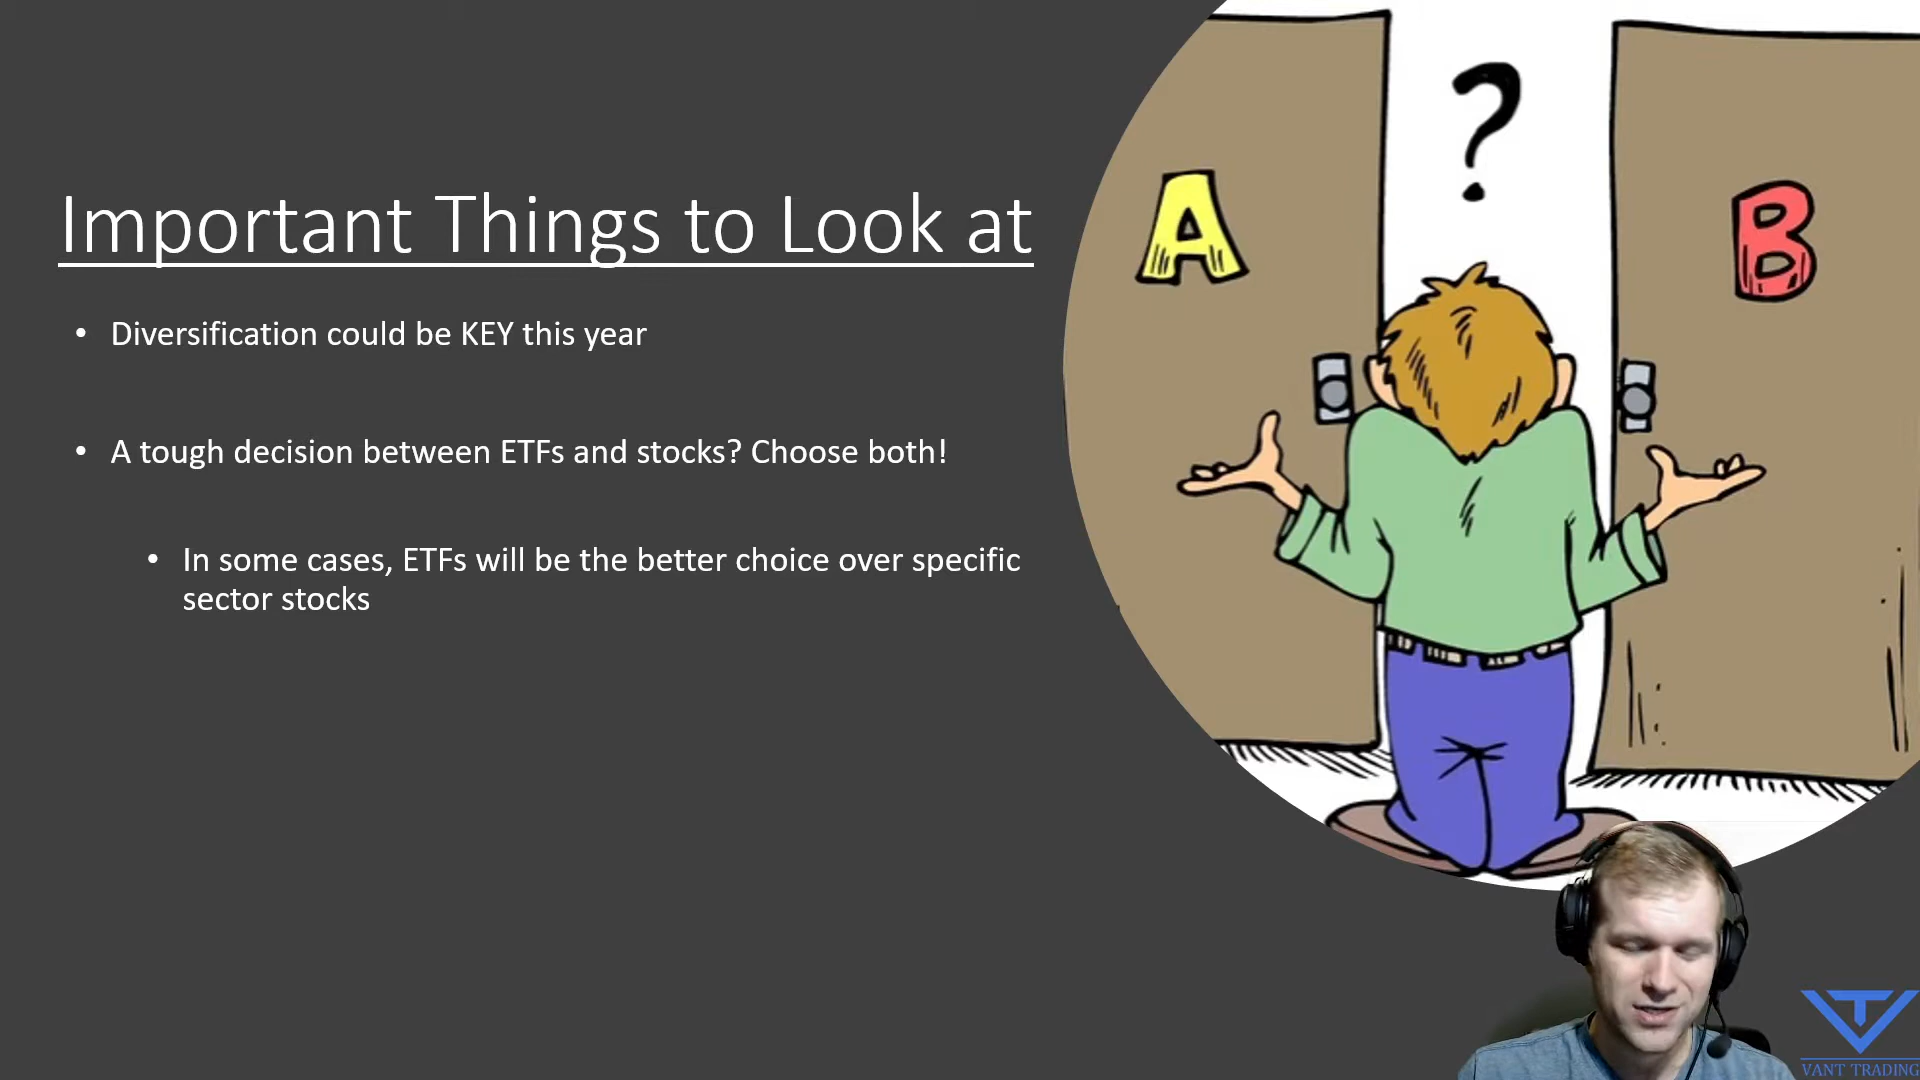 Important Things to Look at
• Diversification could be KEY this year
• A tough decision between ETFs and stocks? Choose both!
• In some cases, ETFs will be the better choice over specific
sector stocks
?
A
B
VT
VANT TRADING